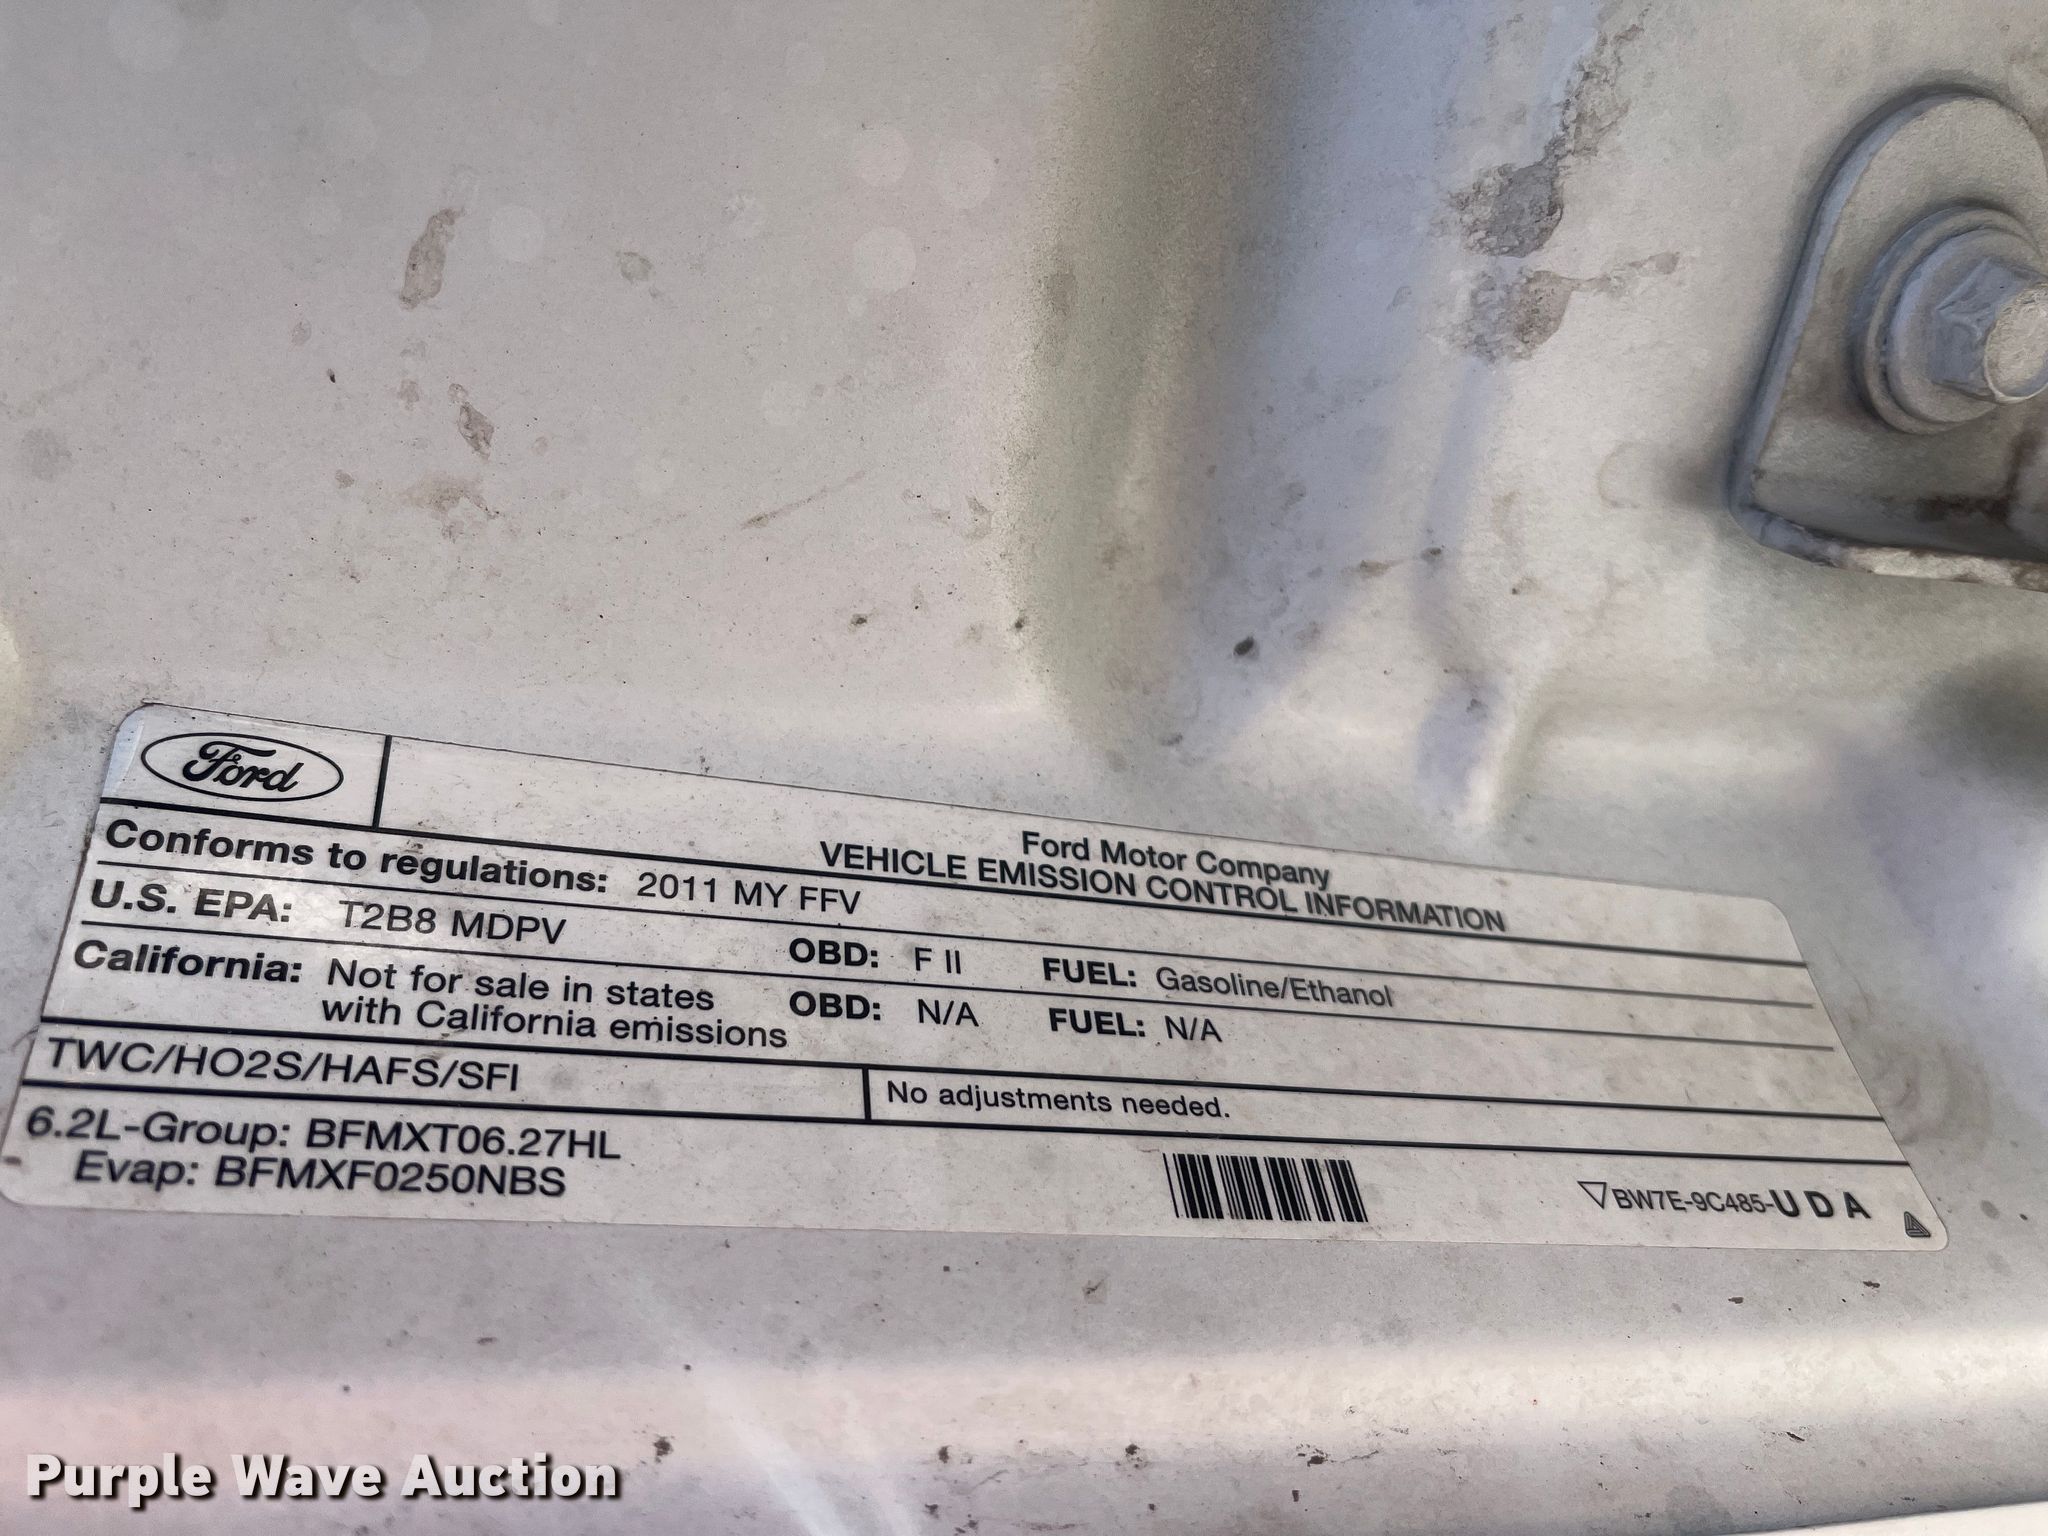 Ford
Ford Motor Company
VEHICLE EMISSION CONTROL INFORMATION
Conforms to regulations: 2011 MY FFV
U.S. EPA: T2B8 MDPV OBD: F II FUEL: Gasoline/Ethanol
California: Not for sale in states OBD: N/A FUEL: N/A
with California emissions
TWC/HO2S/HAFS/SFI
No adjustments needed.
6.2L-Group: BFMXT06.27HL
Evap: BFMXF0250NBS
BW7E-9C485-UDA
Purple Wave Auction